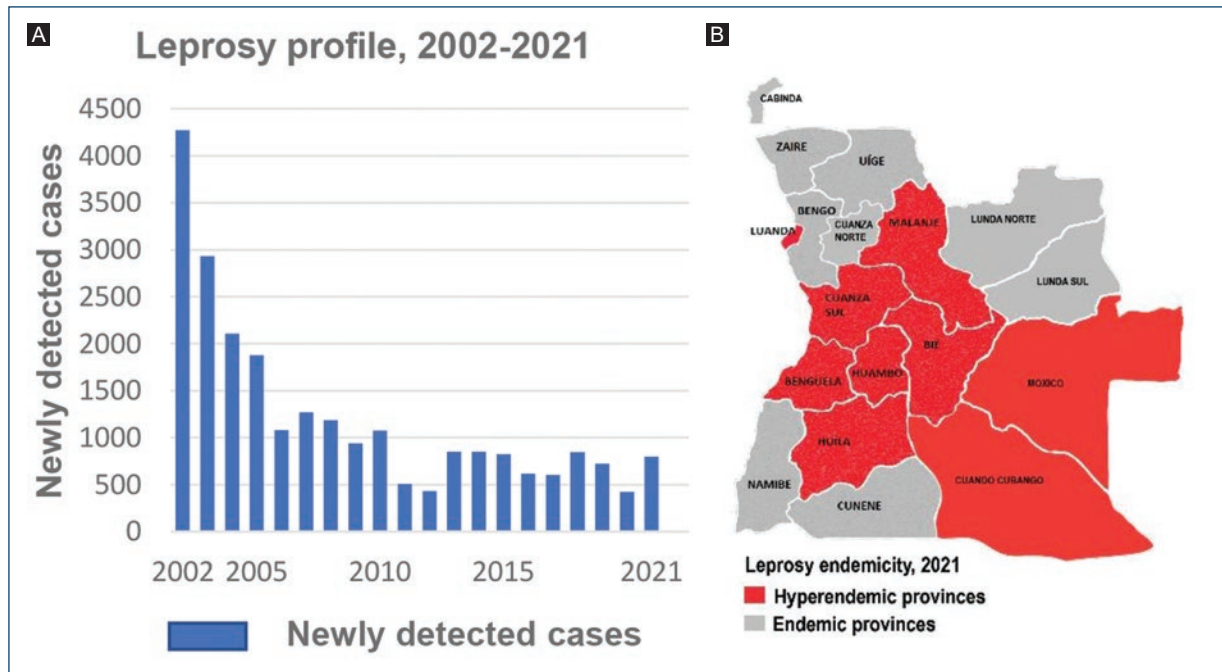 A
Leprosy profile, 2002-2021
Newly detected cases
4500
4000
3500
3000
2500
2000
1500
1000
500
0
2002 2005 2010 2015 2021
Newly detected cases
B
CABINDA
ZAIRE
UÍGE
BENGO
CUANZA
NORTE
MALANJE
LUNDA NORTE
LUANDA
LUNDA SUL
CUANZA
SUL
BIE
BENGUELA
HUAMBO
MOXICO
HUILA
NAMIBE
CUNENE
CUANDO CUBANGO
Leprosy endemicity, 2021
Hyperendemic provinces
Endemic provinces